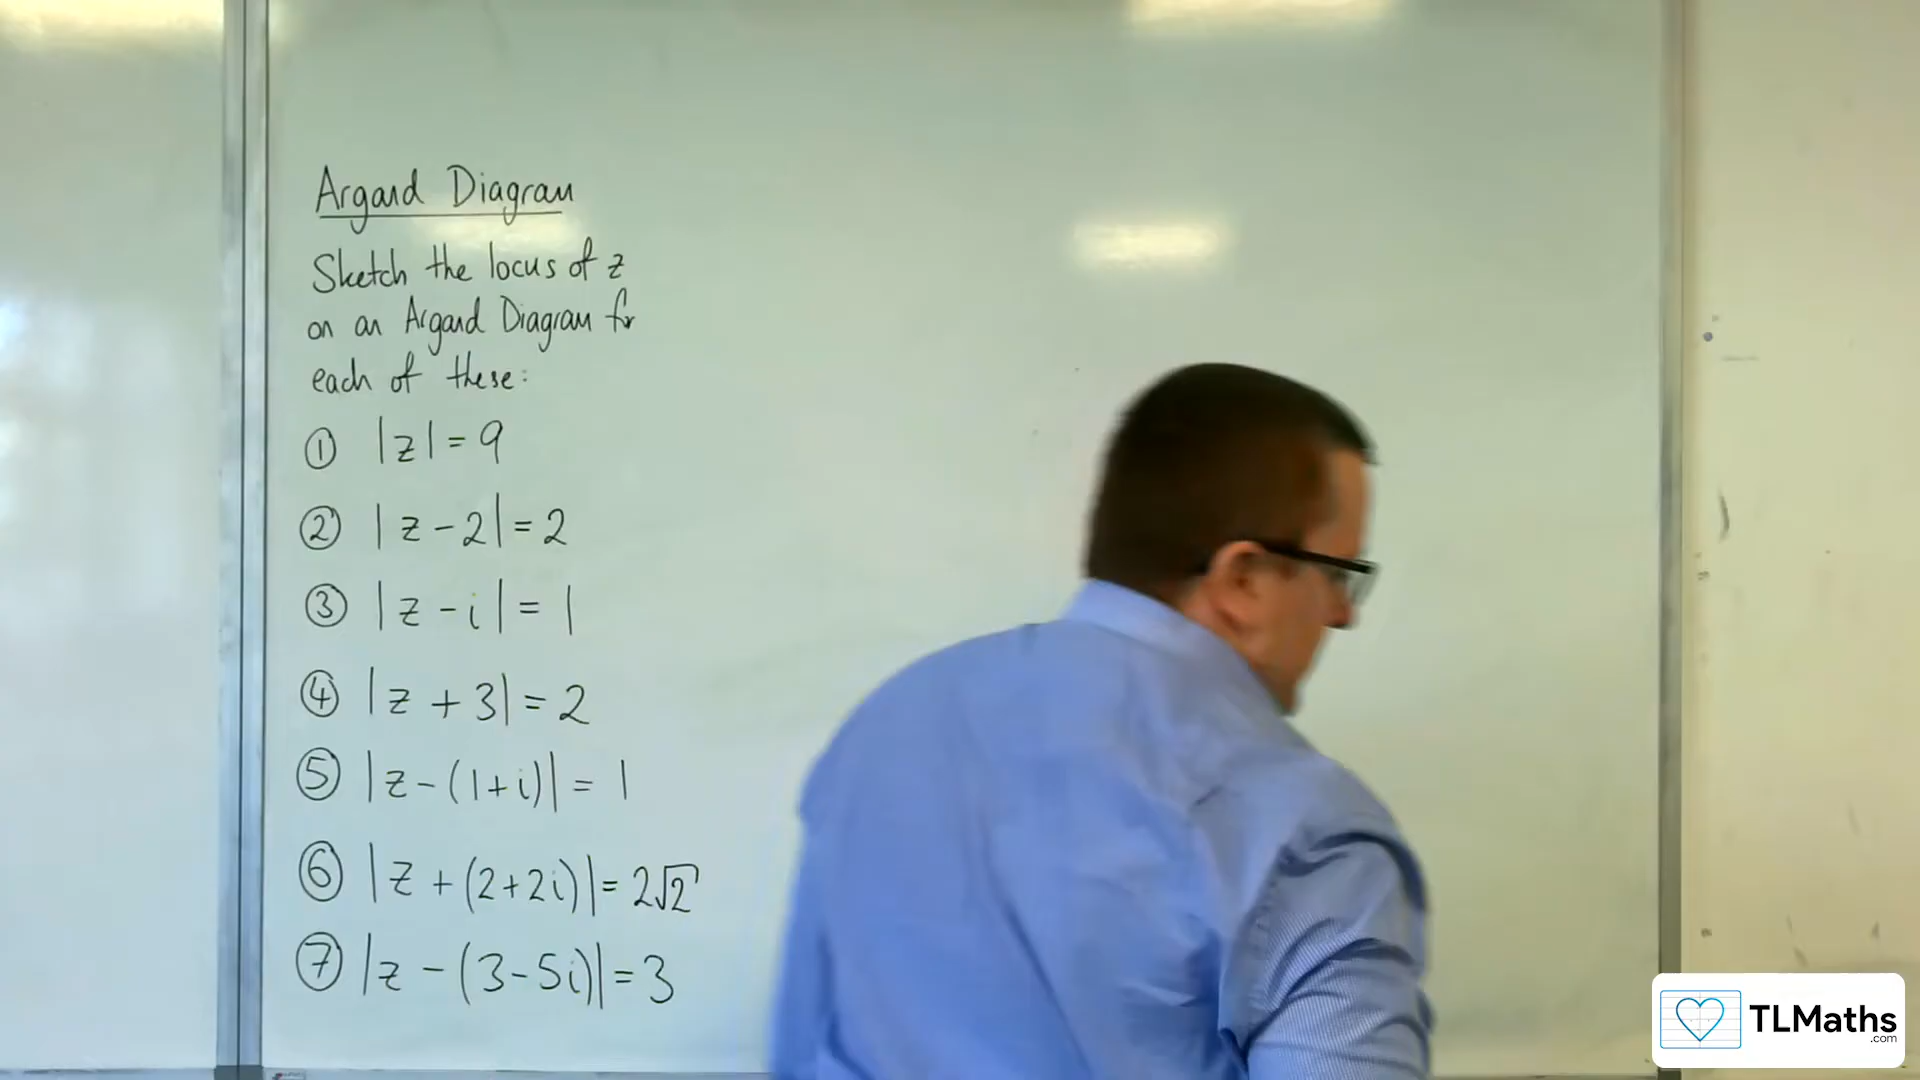 Argand Diagram
Sketch the locus of z
on an Argand Diagram for
each of these:
① |z| = 9
② |z - 2| = 2
③ |z - i| = 1
④ |z + 3| = 2
⑤ |z - (1+i)| = 1
⑥ |z + (2+2i)| = 2√2
⑦ |z - (3-5i)| = 3
TLMaths
.com